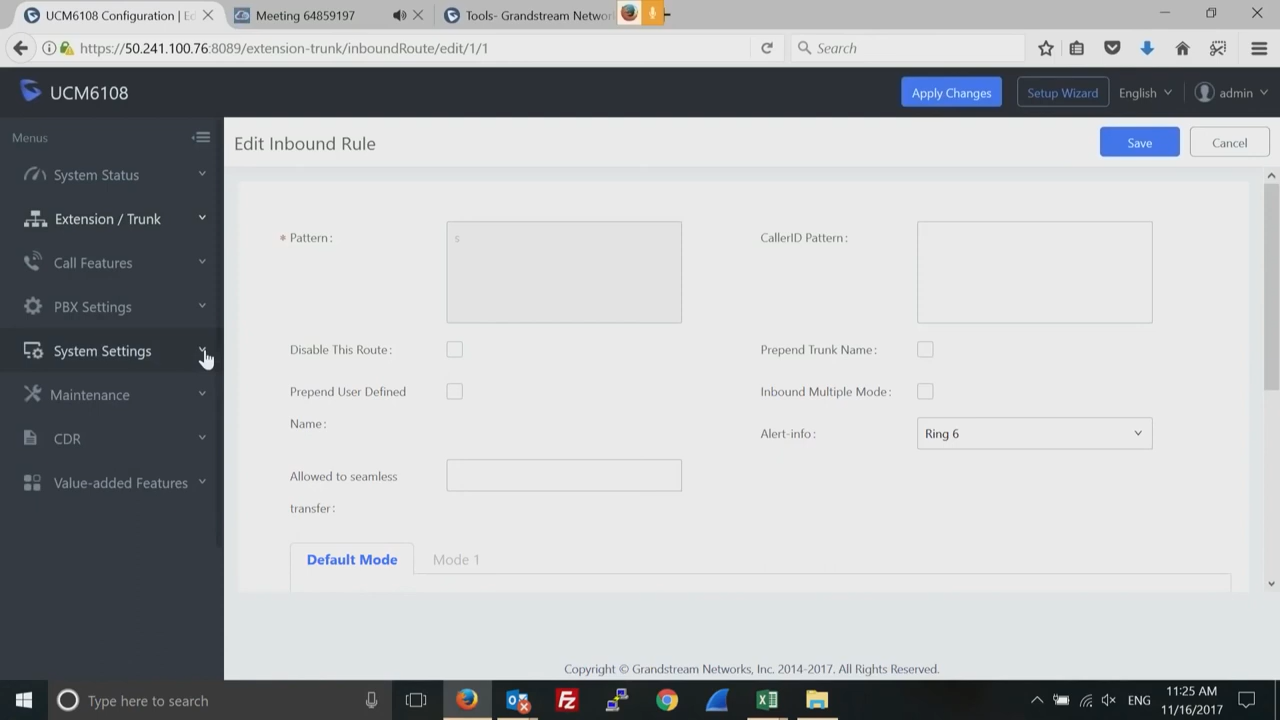 UCM6108 Configuration | Ed
Meeting 64859197
Tools- Grandstream Networ
https://50.241.100.76:8089/extension-trunk/inboundRoute/edit/1/1
Search
UCM6108
Apply Changes
Setup Wizard
English
admin
Menus
System Status
Extension / Trunk
Call Features
PBX Settings
System Settings
Maintenance
CDR
Value-added Features
Edit Inbound Rule
Save
Cancel
* Pattern :
s
CallerID Pattern :
Disable This Route :
Prepend Trunk Name :
Prepend User Defined
Name :
Inbound Multiple Mode :
Alert-info :
Ring 6
Allowed to seamless
transfer :
Default Mode
Mode 1
Copyright © Grandstream Networks, Inc. 2014-2017. All Rights Reserved.
Type here to search
ENG
11:25 AM
11/16/2017